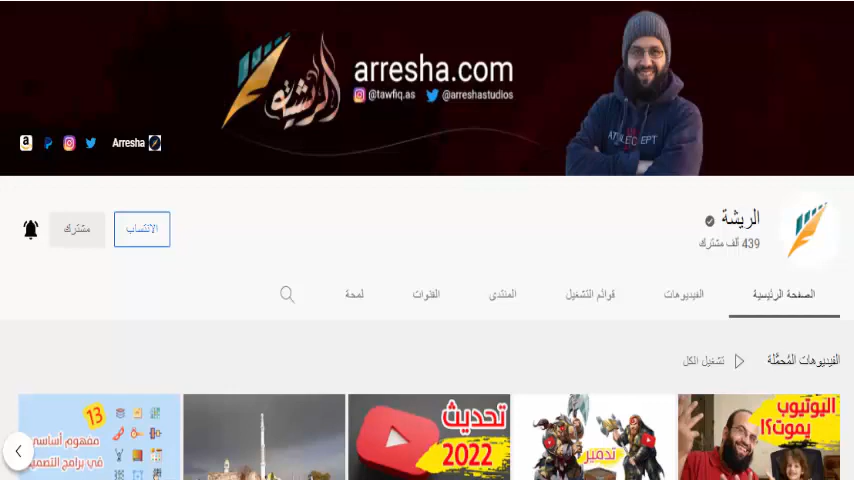 الريشة
arresha.com
@tawfiq.as @arreshastudios
Arresha
الريشة
439 ألف مشترك
الانتساب
مشترك
الصفحة الرئيسية
الفيديوهات
قوائم التشغيل
المنتدى
القنوات
لمحة
الفيديوهات المُحمَّلة
تشغيل الكل
اليوتيوب
يموت؟!
تدمير
تحديث
2022
13
مفهوم أساسي
في برامج التصميم